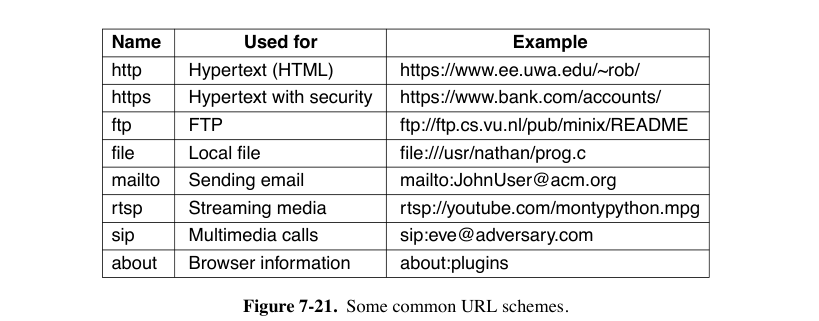 Name Used for Example
http Hypertext (HTML) https://www.ee.uwa.edu/~rob/
https Hypertext with security https://www.bank.com/accounts/
ftp FTP ftp://ftp.cs.vu.nl/pub/minix/README
file Local file file:///usr/nathan/prog.c
mailto Sending email mailto:JohnUser@acm.org
rtsp Streaming media rtsp://youtube.com/montypython.mpg
sip Multimedia calls sip:eve@adversary.com
about Browser information about:plugins
Figure 7-21. Some common URL schemes.